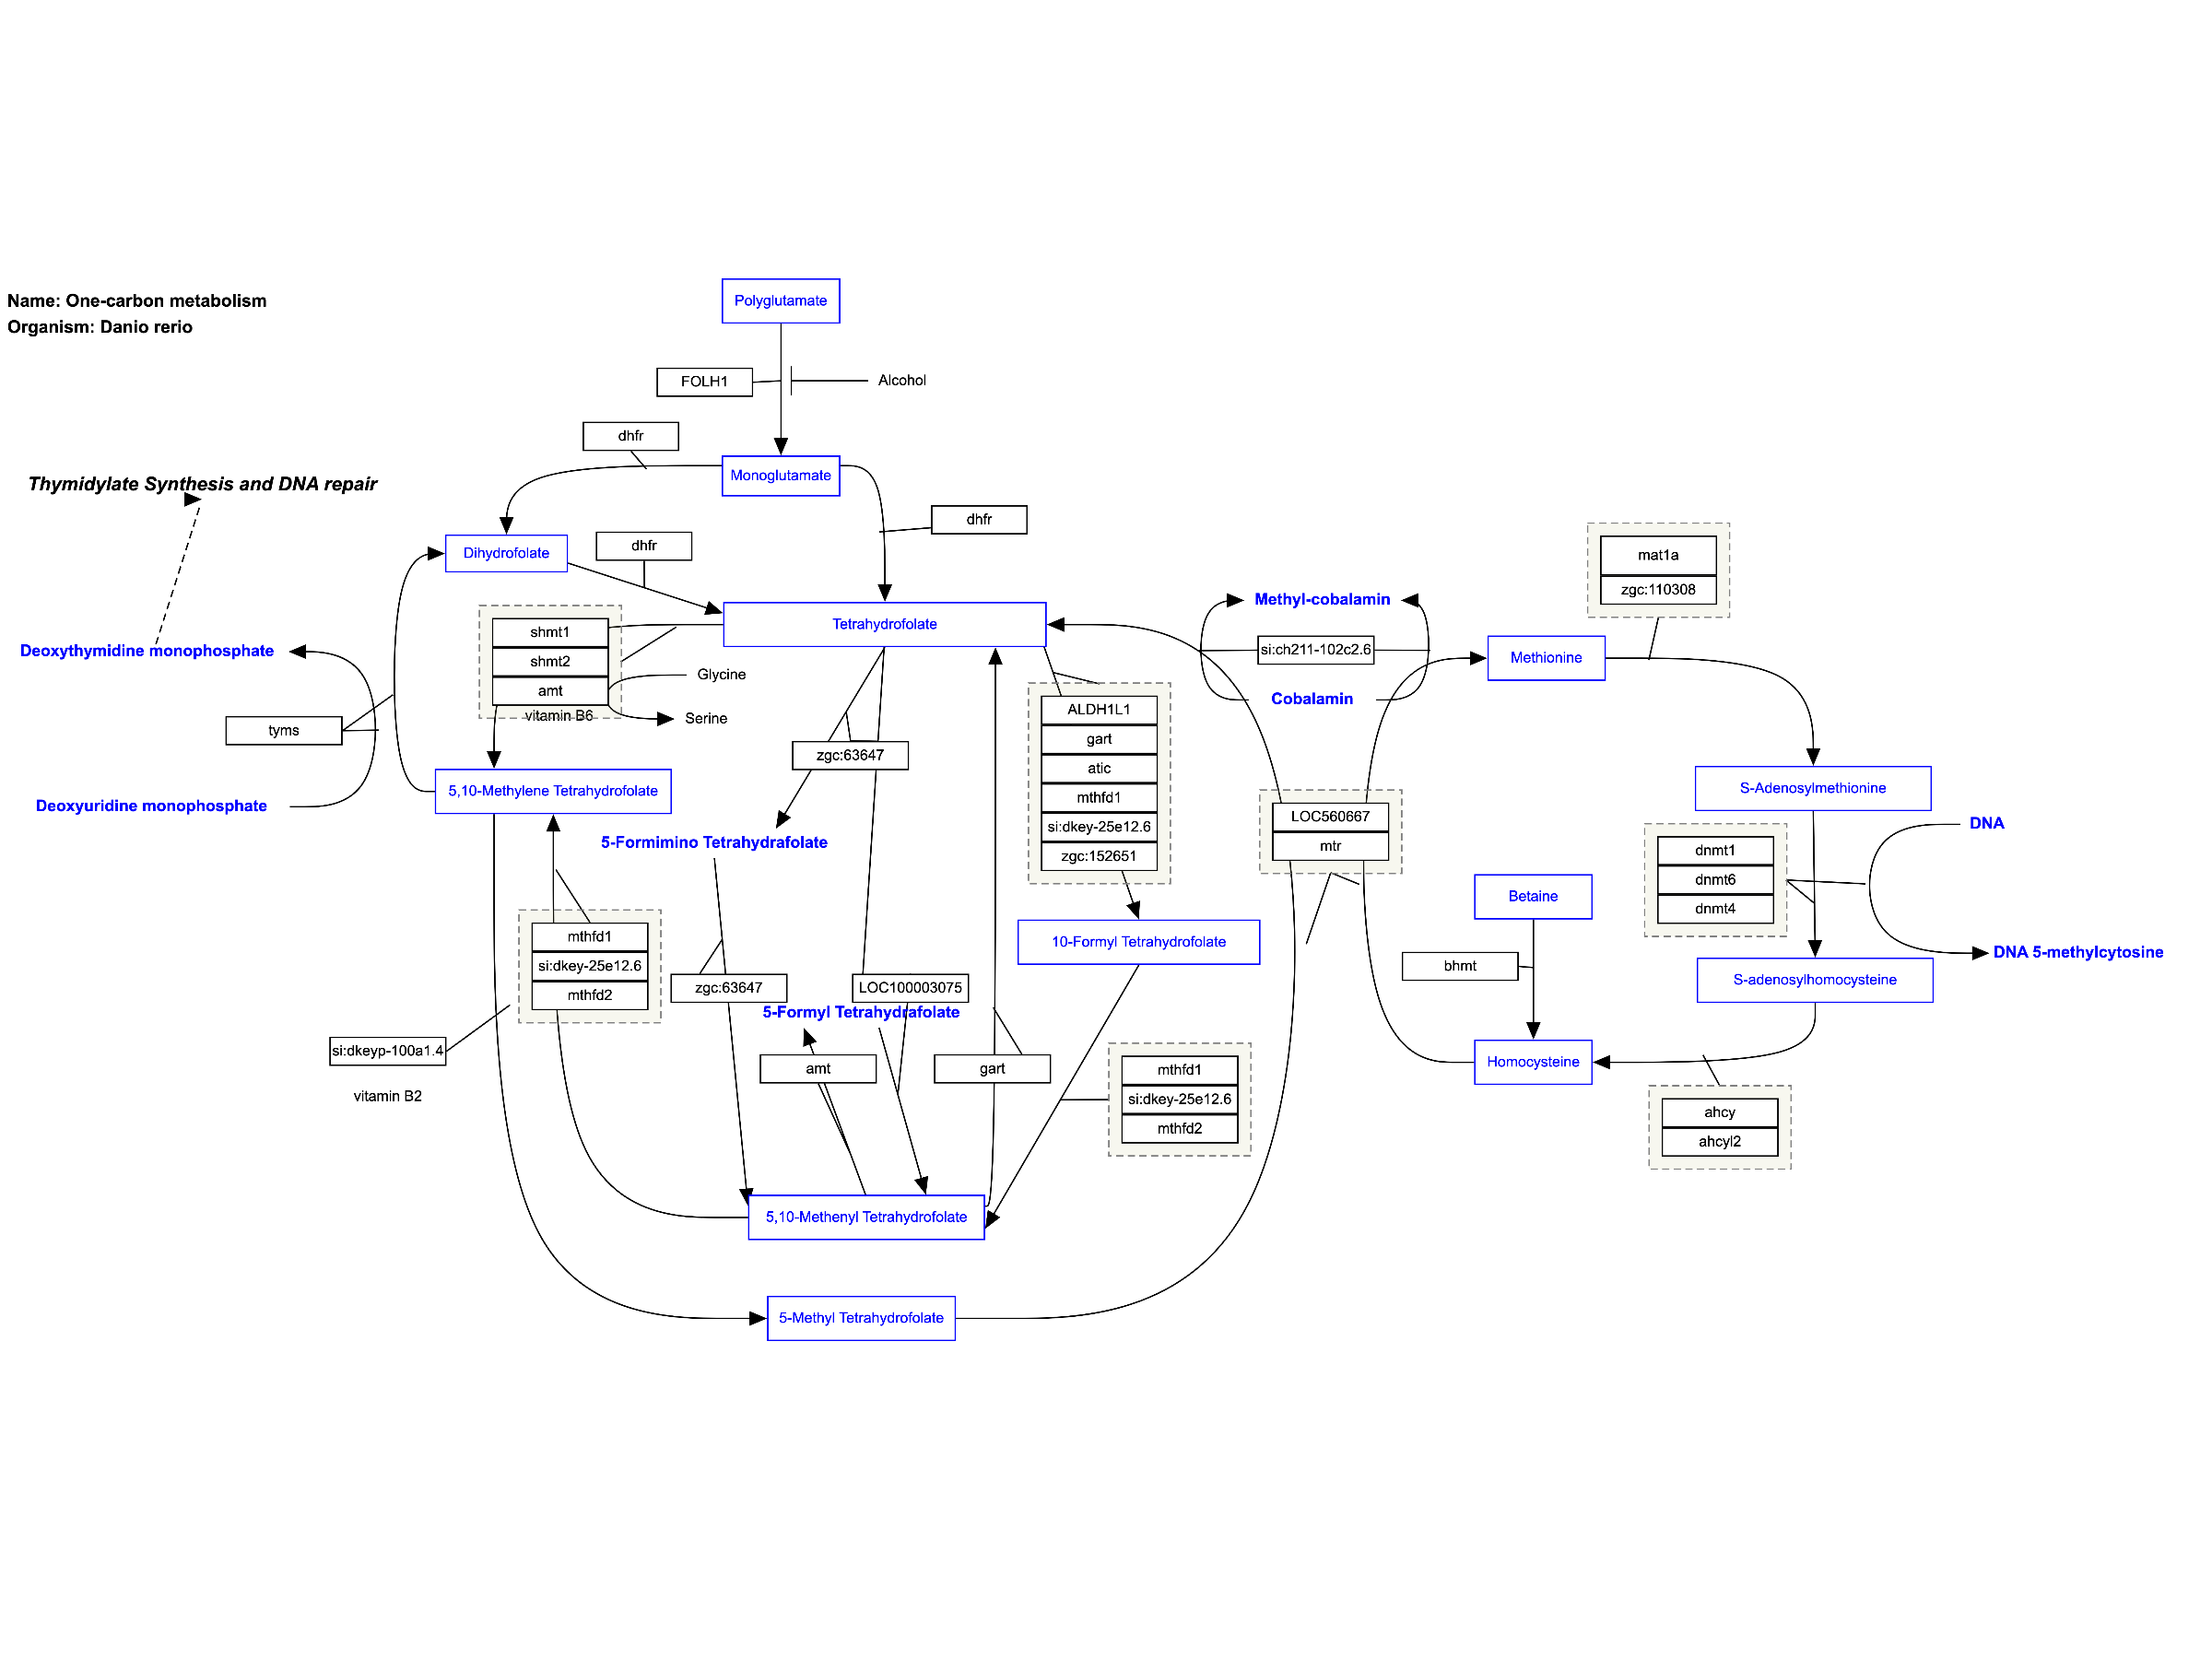 Name: One-carbon metabolism
Organism: Danio rerio
Polyglutamate
FOLH1
Alcohol
dhfr
Monoglutamate
Thymidylate Synthesis and DNA repair
dhfr
dhfr
Dihydrofolate
mat1a
zgc:110308
Methyl-cobalamin
Tetrahydrofolate
shmt1
shmt2
amt
vitamin B6
Glycine
Serine
si:ch211-102c2.6
Methionine
Deoxythymidine monophosphate
Cobalamin
tyms
ALDH1L1
gart
atic
mthfd1
si:dkey-25e12.6
zgc:152651
zgc:63647
5,10-Methylene Tetrahydrofolate
S-Adenosylmethionine
Deoxyuridine monophosphate
LOC560667
mtr
DNA
5-Formimino Tetrahydrafolate
dnmt1
dnmt6
dnmt4
Betaine
mthfd1
si:dkey-25e12.6
mthfd2
10-Formyl Tetrahydrofolate
DNA 5-methylcytosine
bhmt
S-adenosylhomocysteine
zgc:63647
LOC100003075
5-Formyl Tetrahydrafolate
si:dkeyp-100a1.4
vitamin B2
amt
gart
Homocysteine
mthfd1
si:dkey-25e12.6
mthfd2
ahcy
ahcyl2
5,10-Methenyl Tetrahydrofolate
5-Methyl Tetrahydrofolate